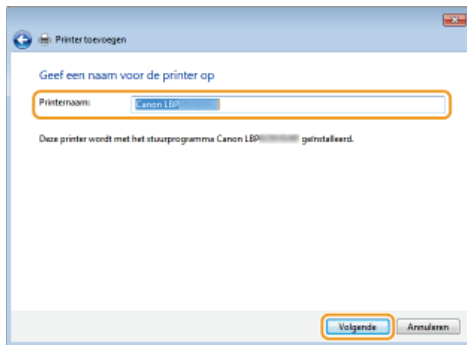 Printer toevoegen
Geef een naam voor de printer op
Printernaam: Canon LBP
Deze printer wordt met het stuurprogramma Canon LBP geïnstalleerd.
Volgende Annuleren